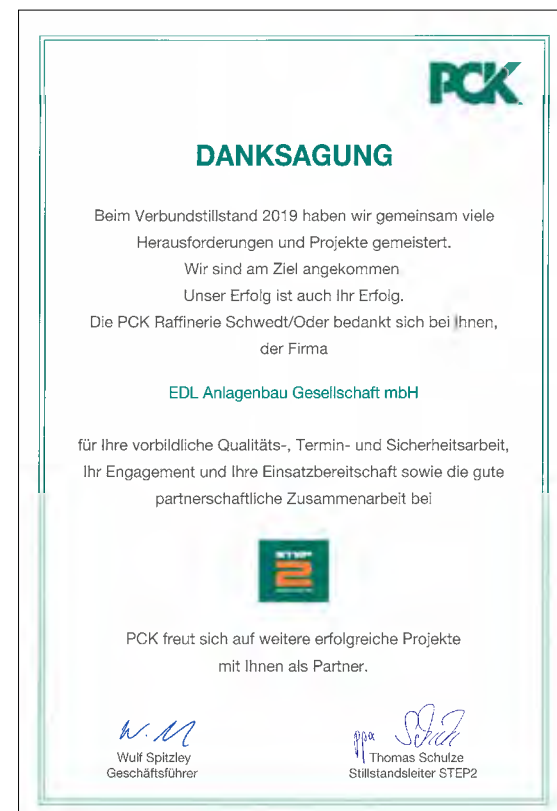 PCK
DANKSAGUNG
Beim Verbundstillstand 2019 haben wir gemeinsam viele
Herausforderungen und Projekte gemeistert.
Wir sind am Ziel angekommen
Unser Erfolg ist auch Ihr Erfolg.
Die PCK Raffinerie Schwedt/Oder bedankt sich bei Ihnen,
der Firma
EDL Anlagenbau Gesellschaft mbH
für Ihre vorbildliche Qualitäts-, Termin- und Sicherheitsarbeit,
Ihr Engagement und Ihre Einsatzbereitschaft sowie die gute
partnerschaftliche Zusammenarbeit bei
STEP
2
PCK freut sich auf weitere erfolgreiche Projekte
mit Ihnen als Partner.
ppa
Wulf Spitzley
Geschäftsführer
Thomas Schulze
Stillstandsleiter STEP2